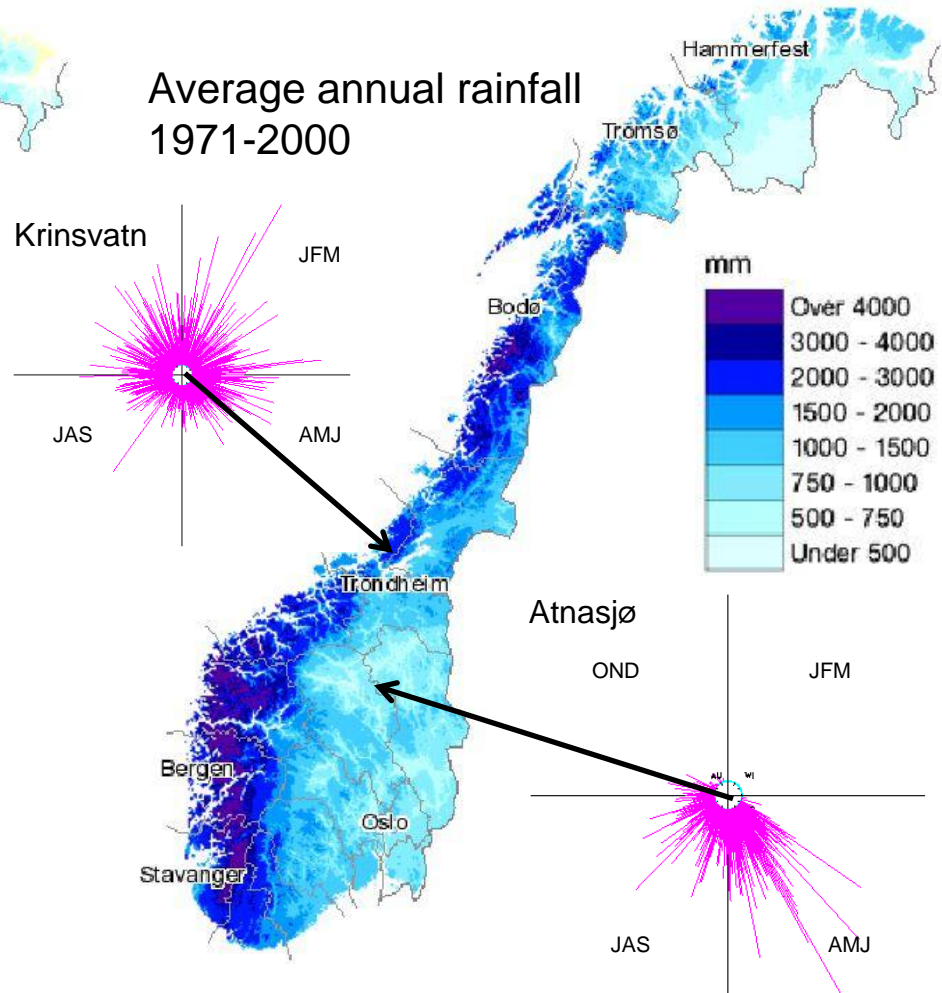 Average annual rainfall
1971-2000
Hammerfest
Tromsø
Krinsvatn
JFM
JAS
AMJ
Bodø
mm
Over 4000
3000 - 4000
2000 - 3000
1500 - 2000
1000 - 1500
750 - 1000
500 - 750
Under 500
Trondheim
Bergen
Oslo
Stavanger
Atnasjø
OND
JFM
AU
WI
JAS
AMJ